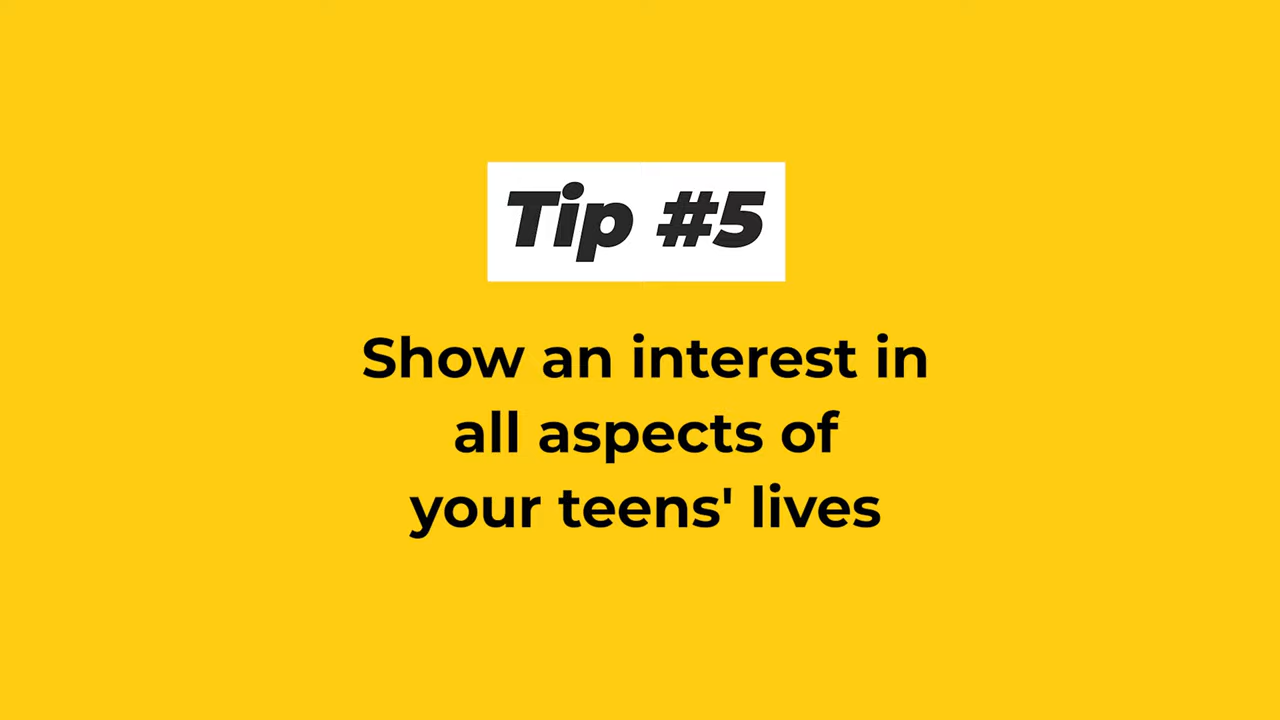 Tip #5
Show an interest in
all aspects of
your teens' lives